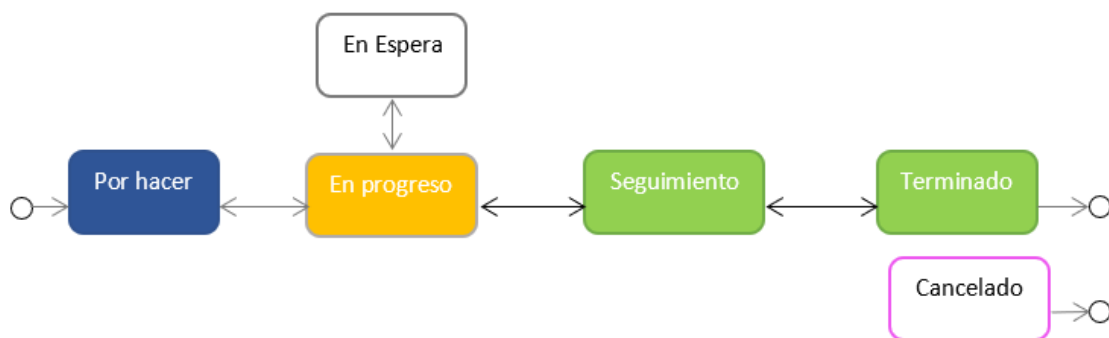 En Espera
Por hacer
En progreso
Seguimiento
Terminado
Cancelado